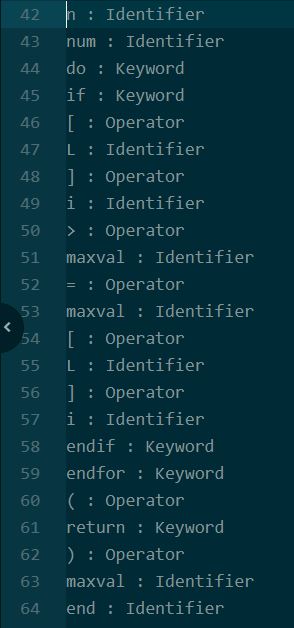 42 n : Identifier
43 num : Identifier
44 do : Keyword
45 if : Keyword
46 [ : Operator
47 L : Identifier
48 ] : Operator
49 i : Identifier
50 > : Operator
51 maxval : Identifier
52 = : Operator
53 maxval : Identifier
54 [ : Operator
55 L : Identifier
56 ] : Operator
57 i : Identifier
58 endif : Keyword
59 endfor : Keyword
60 ( : Operator
61 return : Keyword
62 ) : Operator
63 maxval : Identifier
64 end : Identifier